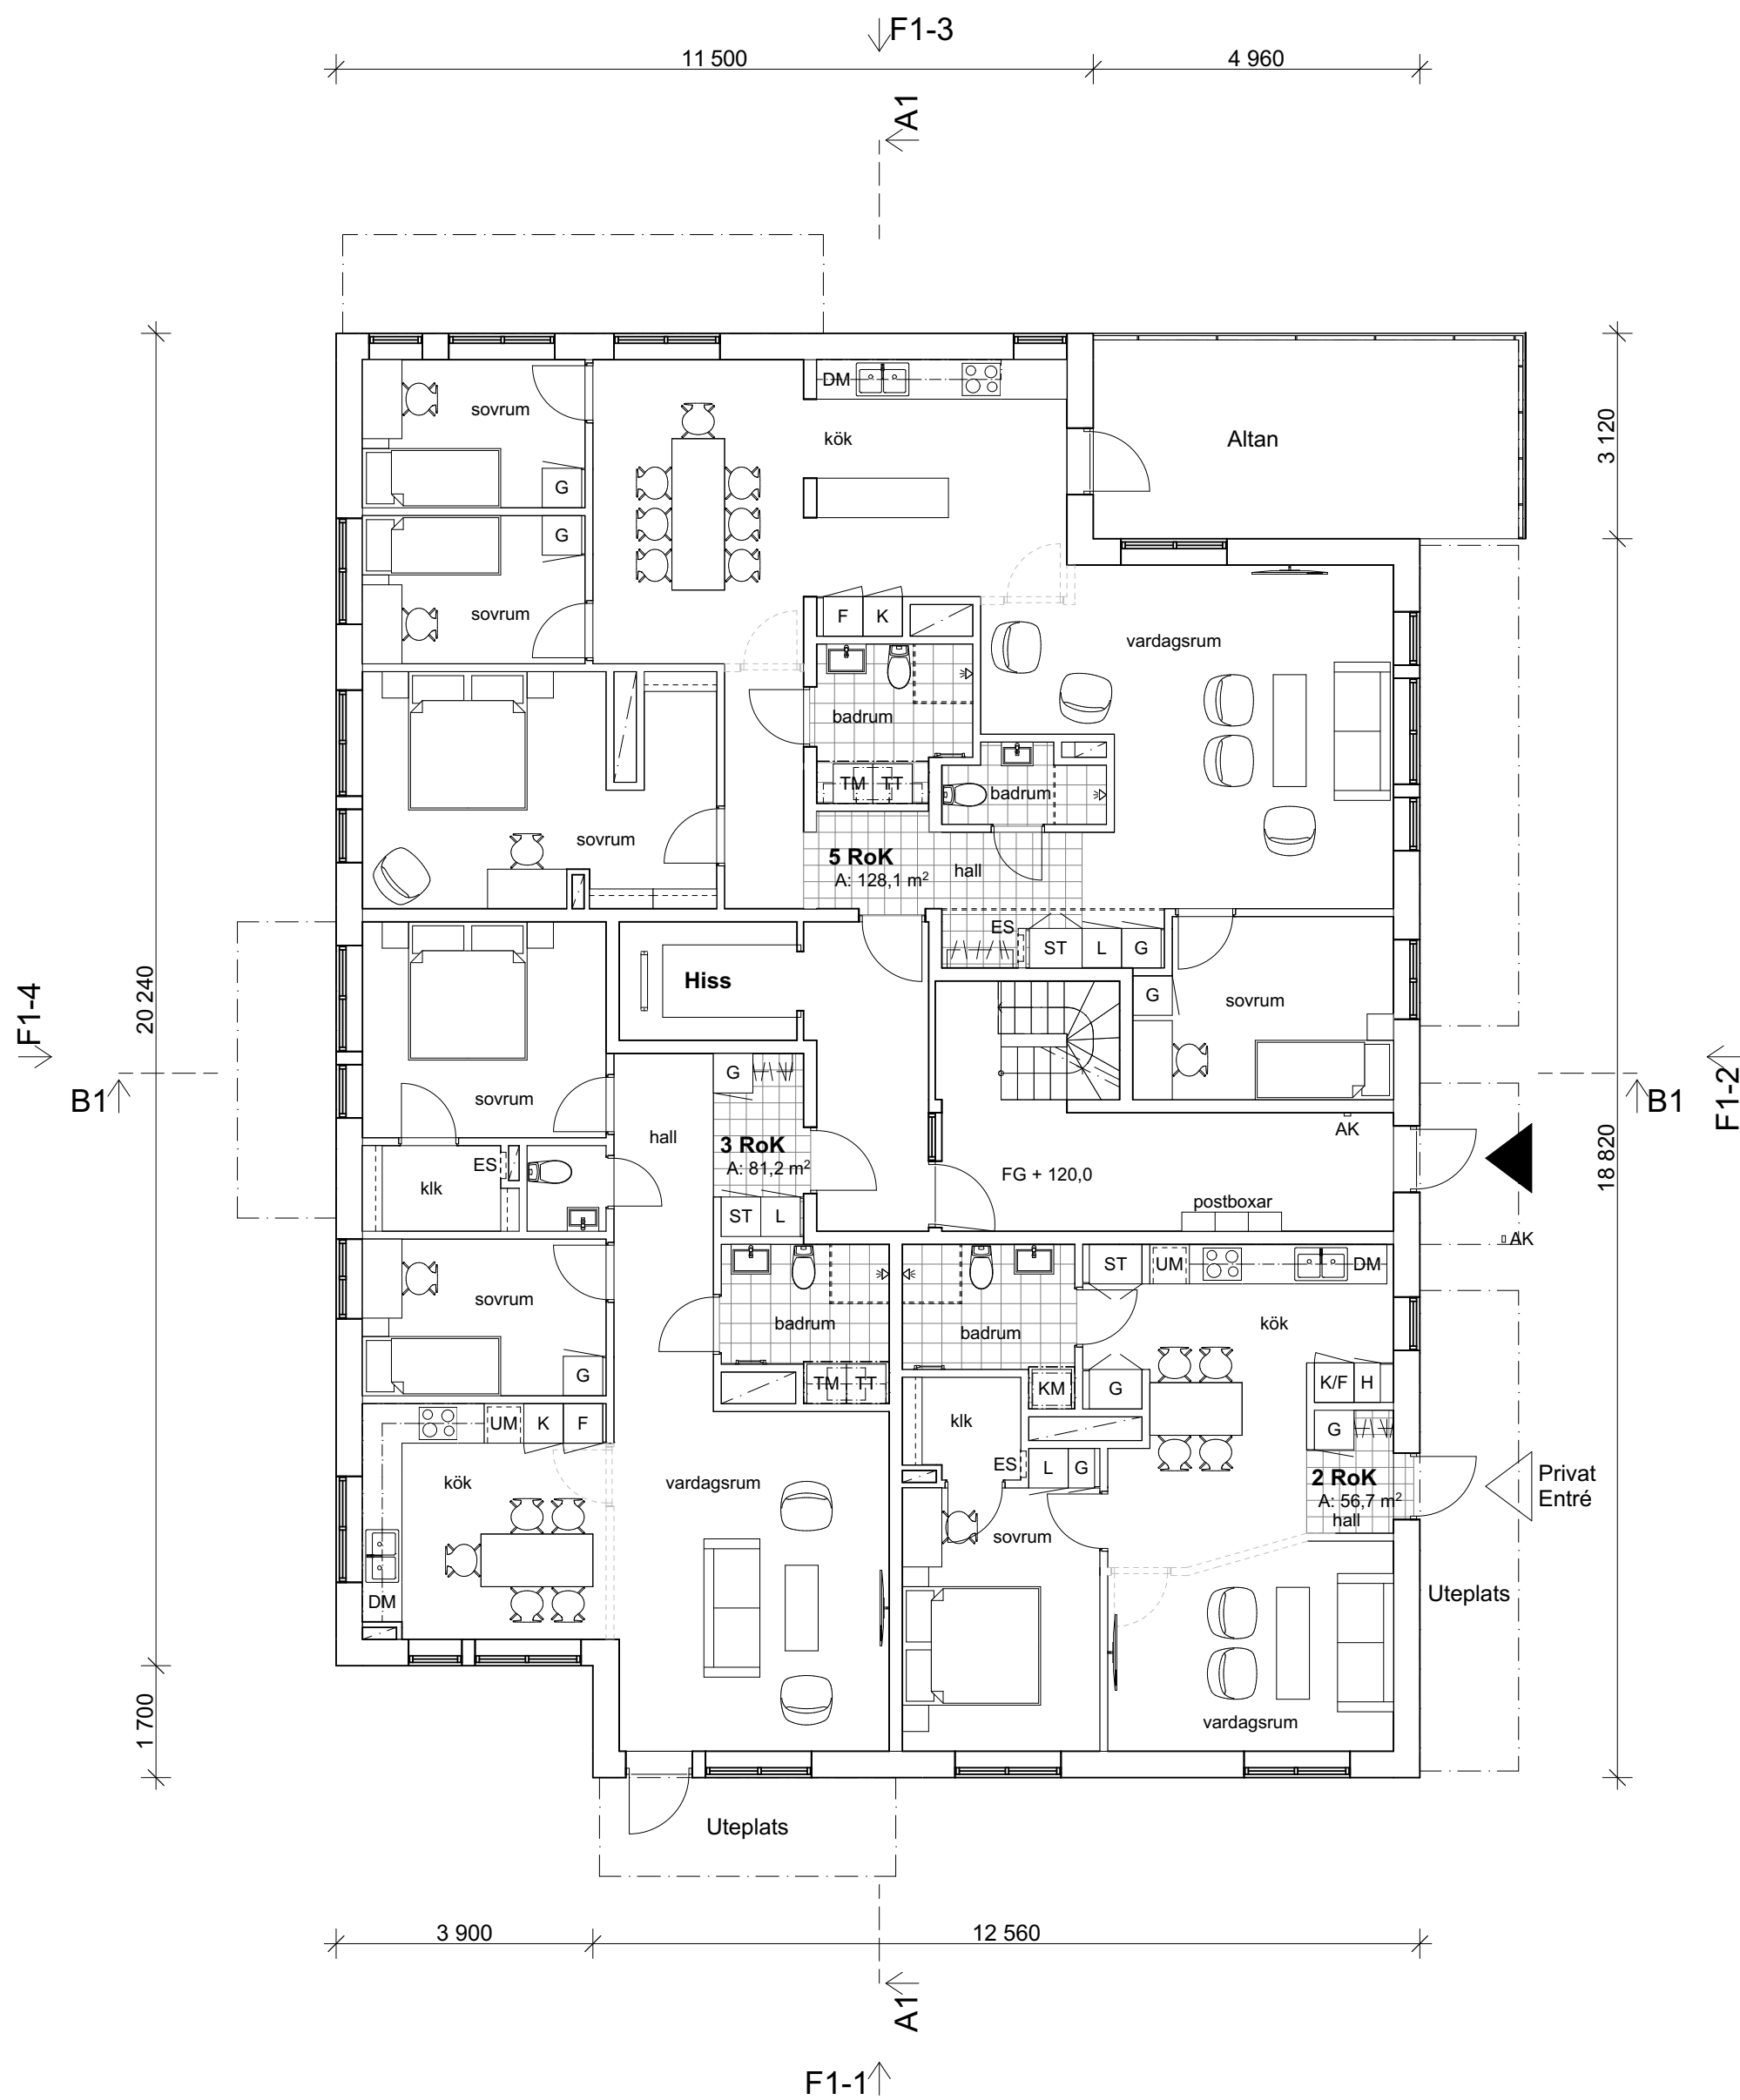 F1-3
11 500
4 960
A1
DM
sovrum
kök
Altan
3 120
G
G
sovrum
F
K
vardagsrum
badrum
TM
TT
badrum
sovrum
5 RoK
A: 128,1 m²
hall
ES
ST
L
G
Hiss
G
sovrum
20 240
F1-4
B1
B1
F1-2
G
sovrum
hall
3 RoK
A: 81,2 m²
AK
18 820
ES
klk
FG + 120,0
postboxar
ST
L
AK
ST
UM
DM
sovrum
badrum
badrum
kök
G
TM
TT
KM
G
K/F
H
UM
K
F
klk
G
kök
vardagsrum
ES
L
G
2 RoK
A: 56,7 m²
hall
Privat
Entré
sovrum
DM
Uteplats
1 700
vardagsrum
Uteplats
3 900
12 560
A1
F1-1